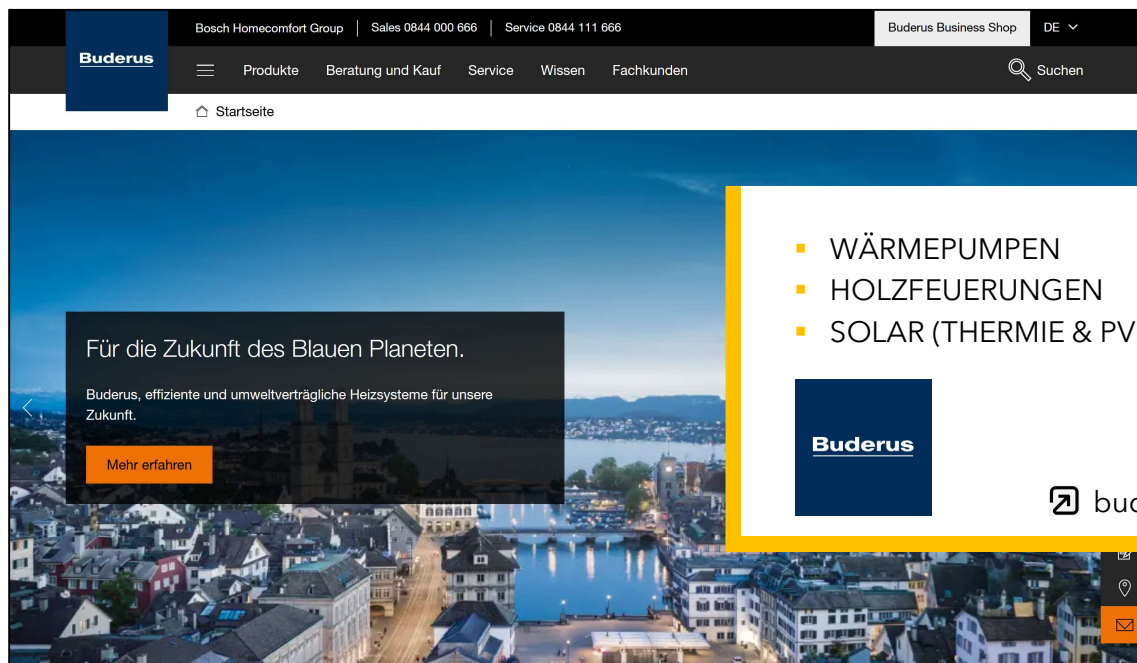 Bosch Homecomfort Group
Sales 0844 000 666
Service 0844 111 666
Buderus Business Shop
DE
Buderus
Produkte
Beratung und Kauf
Service
Wissen
Fachkunden
Suchen
Startseite
Für die Zukunft des Blauen Planeten.
Buderus, effiziente und umweltverträgliche Heizsysteme für unsere
Zukunft.
Mehr erfahren
WÄRMEPUMPEN
HOLZFEUERUNGEN
SOLAR (THERMIE & PV
Buderus